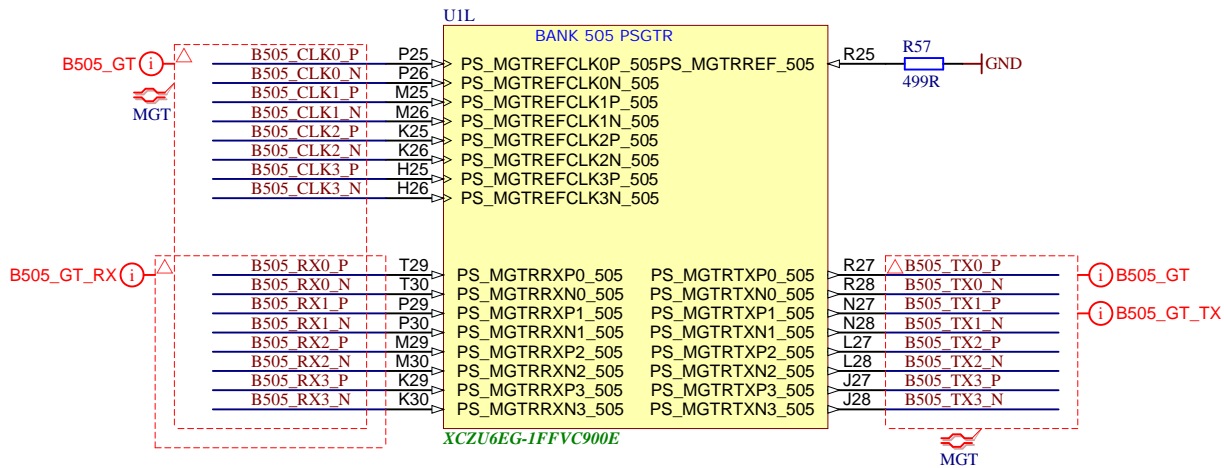 U1L
BANK 505 PSGTR
B505_GT
MGT
B505_CLK0_P P25 PS_MGTREFCLK0P_505 PS_MGTRREF_505 R25 R57 499R GND
B505_CLK0_N P26 PS_MGTREFCLK0N_505
B505_CLK1_P M25 PS_MGTREFCLK1P_505
B505_CLK1_N M26 PS_MGTREFCLK1N_505
B505_CLK2_P K25 PS_MGTREFCLK2P_505
B505_CLK2_N K26 PS_MGTREFCLK2N_505
B505_CLK3_P H25 PS_MGTREFCLK3P_505
B505_CLK3_N H26 PS_MGTREFCLK3N_505
B505_GT_RX
B505_RX0_P T29 PS_MGTRRXP0_505 PS_MGTRTXP0_505 R27 B505_TX0_P B505_GT
B505_RX0_N T30 PS_MGTRRXN0_505 PS_MGTRTXN0_505 R28 B505_TX0_N
B505_RX1_P P29 PS_MGTRRXP1_505 PS_MGTRTXP1_505 N27 B505_TX1_P B505_GT_TX
B505_RX1_N P30 PS_MGTRRXN1_505 PS_MGTRTXN1_505 N28 B505_TX1_N
B505_RX2_P M29 PS_MGTRRXP2_505 PS_MGTRTXP2_505 L27 B505_TX2_P
B505_RX2_N M30 PS_MGTRRXN2_505 PS_MGTRTXN2_505 L28 B505_TX2_N
B505_RX3_P K29 PS_MGTRRXP3_505 PS_MGTRTXP3_505 J27 B505_TX3_P
B505_RX3_N K30 PS_MGTRRXN3_505 PS_MGTRTXN3_505 J28 B505_TX3_N
XCZU6EG-1FFVC900E
MGT